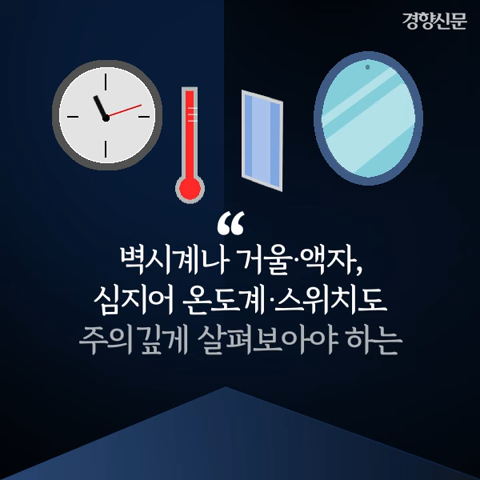 경향신문
“
벽시계나 거울·액자,
심지어 온도계·스위치도
주의깊게 살펴보아야 하는